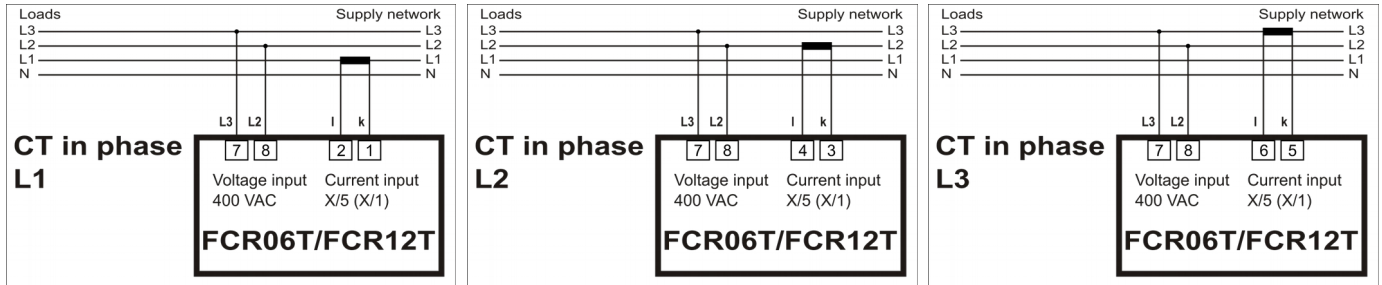 Loads Supply network
L3 L3
L2 L2
L1 L1
N N
L3 L2 l k
CT in phase
L1
7 8 2 1
Voltage input Current input
400 VAC X/5 (X/1)
FCR06T/FCR12T
Loads Supply network
L3 L3
L2 L2
L1 L1
N N
L3 L2 l k
CT in phase
L2
7 8 4 3
Voltage input Current input
400 VAC X/5 (X/1)
FCR06T/FCR12T
Loads Supply network
L3 L3
L2 L2
L1 L1
N N
L3 L2 l k
CT in phase
L3
7 8 6 5
Voltage input Current input
400 VAC X/5 (X/1)
FCR06T/FCR12T